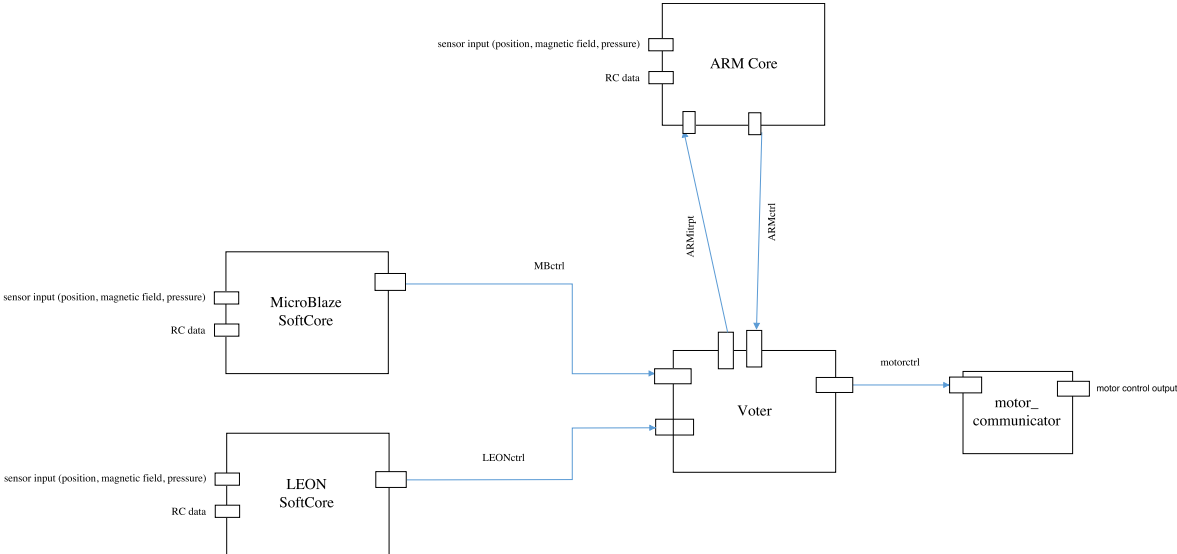 sensor input (position, magnetic field, pressure)
RC data
ARM Core
ARMitrpt
ARMctrl
MBctrl
sensor input (position, magnetic field, pressure)
RC data
MicroBlaze
SoftCore
motorctrl
Voter
motor_
communicator
motor control output
LEONctrl
sensor input (position, magnetic field, pressure)
RC data
LEON
SoftCore